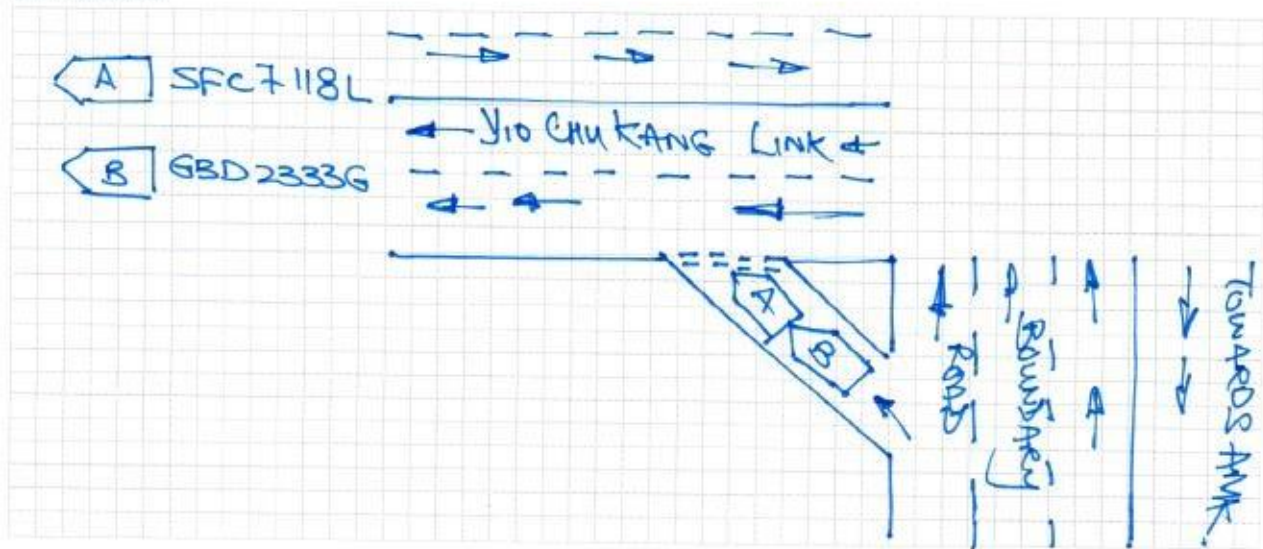 A SFC7118L
YIO CHU KANG LINK
B GBD2333G
A
B
ROAD
BOUNDARY
TOWARDS AMK